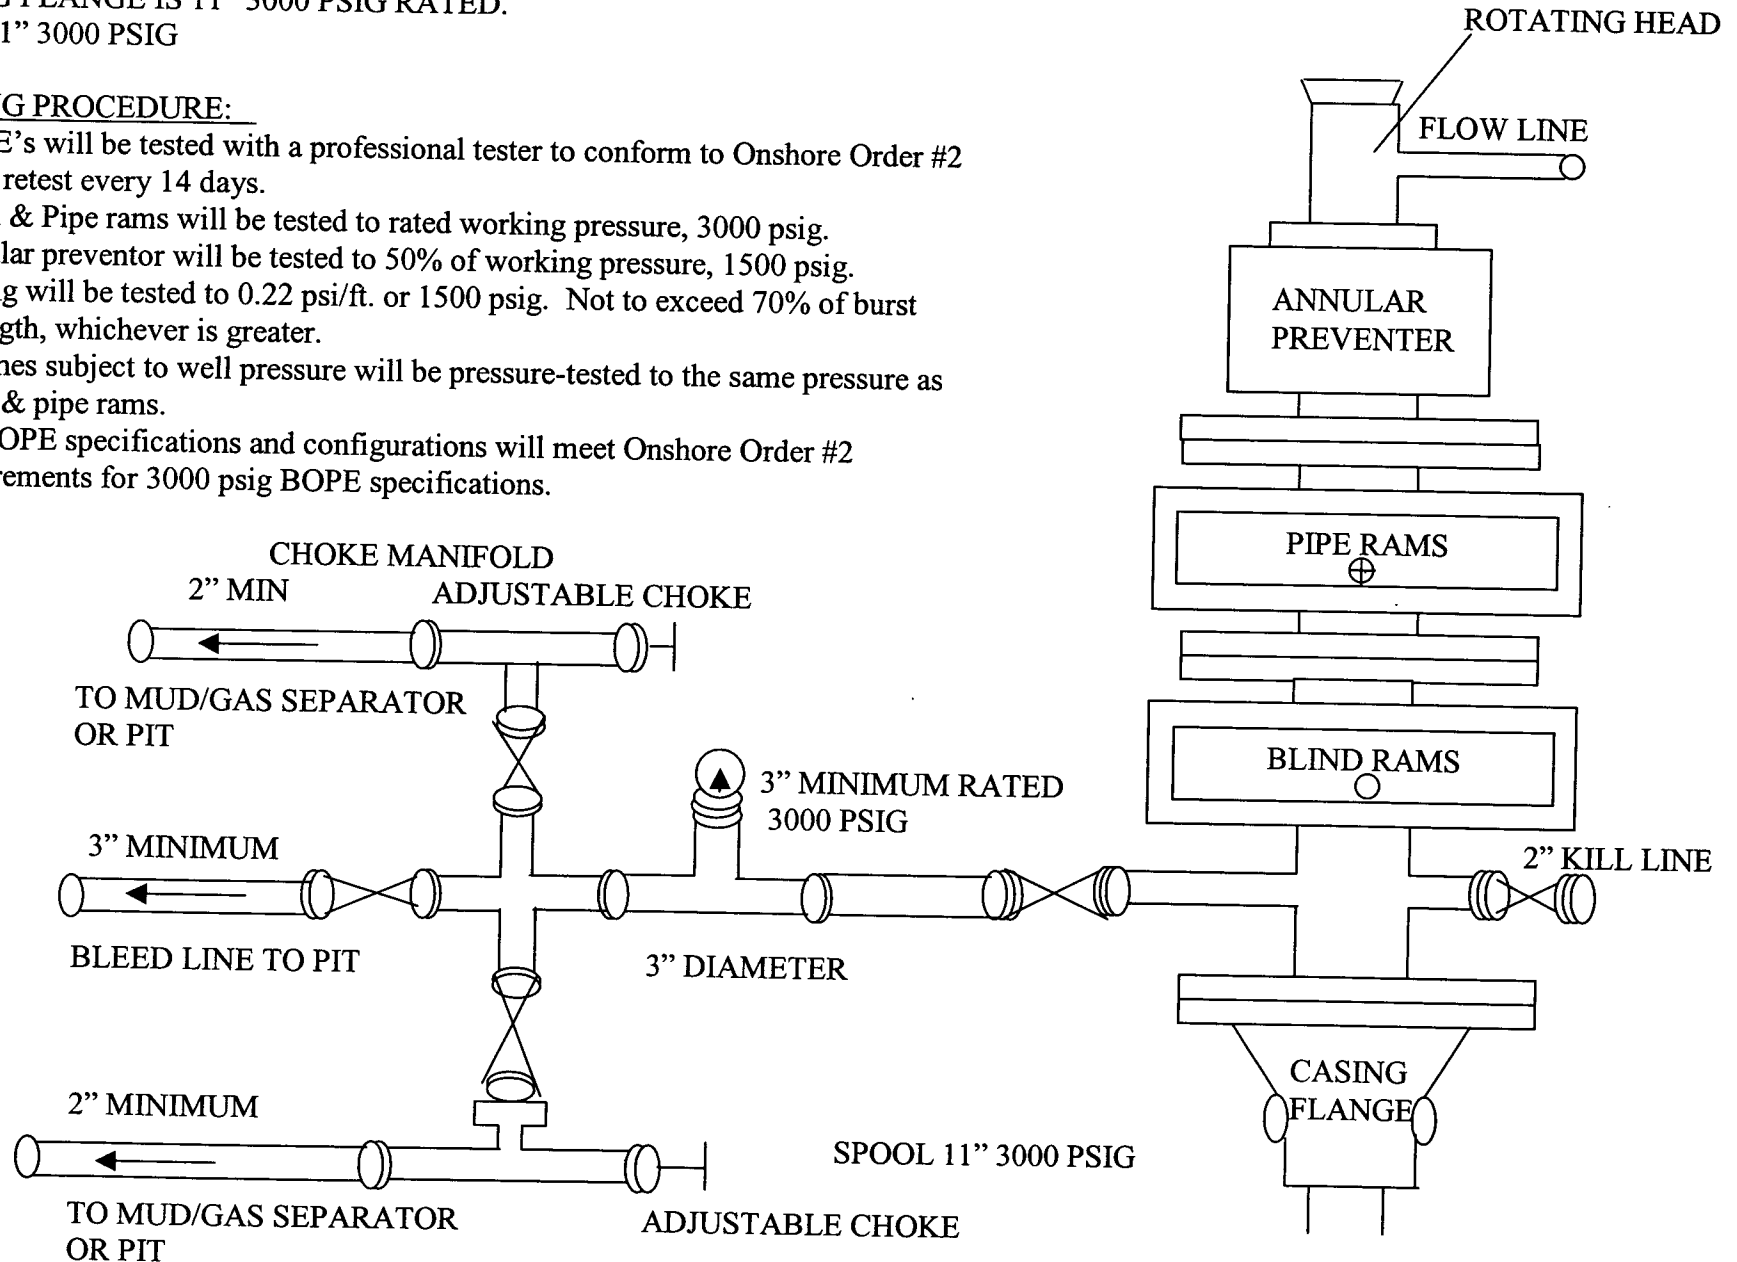 FLANGE IS 11" 3000 PSIG RATED.
1” 3000 PSIG
G PROCEDURE:
E’s will be tested with a professional tester to conform to Onshore Order #2
retest every 14 days.
& Pipe rams will be tested to rated working pressure, 3000 psig.
lar preventor will be tested to 50% of working pressure, 1500 psig.
g will be tested to 0.22 psi/ft. or 1500 psig. Not to exceed 70% of burst
gth, whichever is greater.
nes subject to well pressure will be pressure-tested to the same pressure as
& pipe rams.
OPE specifications and configurations will meet Onshore Order #2
rements for 3000 psig BOPE specifications.
ROTATING HEAD
FLOW LINE
ANNULAR
PREVENTER
PIPE RAMS
BLIND RAMS
2” KILL LINE
CASING
FLANGE
CHOKE MANIFOLD
2” MIN
ADJUSTABLE CHOKE
TO MUD/GAS SEPARATOR
OR PIT
3” MINIMUM RATED
3000 PSIG
3” MINIMUM
BLEED LINE TO PIT
3” DIAMETER
2” MINIMUM
SPOOL 11” 3000 PSIG
TO MUD/GAS SEPARATOR
OR PIT
ADJUSTABLE CHOKE